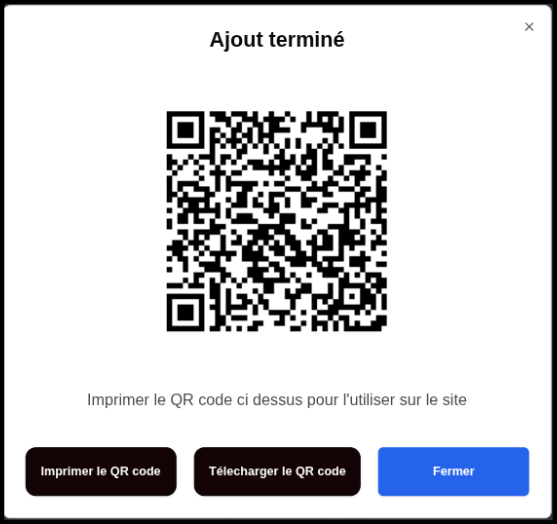 Ajout terminé
×
Imprimer le QR code ci dessus pour l'utiliser sur le site
Imprimer le QR code
Télecharger le QR code
Fermer